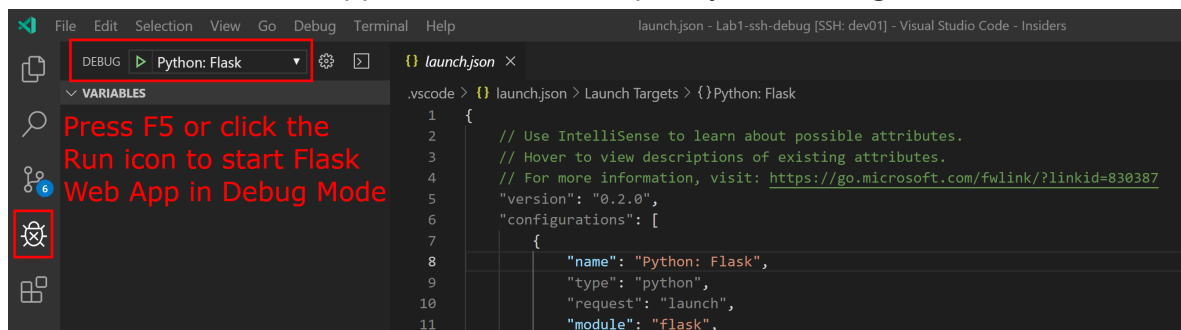 File Edit Selection View Go Debug Terminal Help launch.json - Lab1-ssh-debug [SSH: dev01] - Visual Studio Code - Insiders
DEBUG Python: Flask
VARIABLES
Press F5 or click the
Run icon to start Flask
Web App in Debug Mode
6
{} launch.json ×
.vscode > {} launch.json > Launch Targets > {} Python: Flask
1 {
2 // Use IntelliSense to learn about possible attributes.
3 // Hover to view descriptions of existing attributes.
4 // For more information, visit: https://go.microsoft.com/fwlink/?linkid=830387
5 "version": "0.2.0",
6 "configurations": [
7 {
8 "name": "Python: Flask",
9 "type": "python",
10 "request": "launch",
11 "module": "flask",